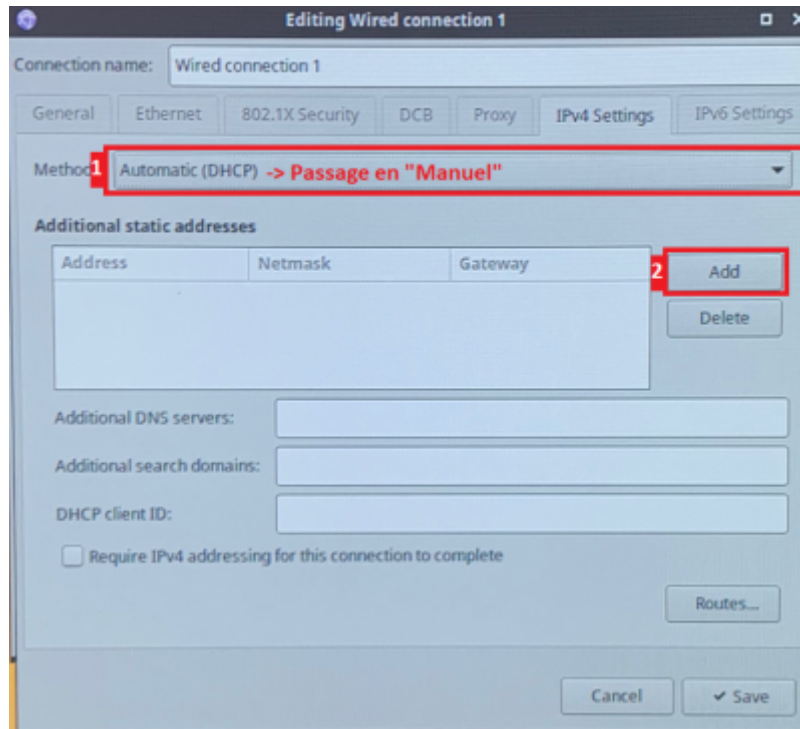 Editing Wired connection 1
Connection name: Wired connection 1
General Ethernet 802.1X Security DCB Proxy IPv4 Settings IPv6 Settings
Method 1 Automatic (DHCP) -> Passage en "Manuel"
Additional static addresses
Address Netmask Gateway 2 Add
Delete
Additional DNS servers:
Additional search domains:
DHCP client ID:
Require IPv4 addressing for this connection to complete
Routes...
Cancel Save